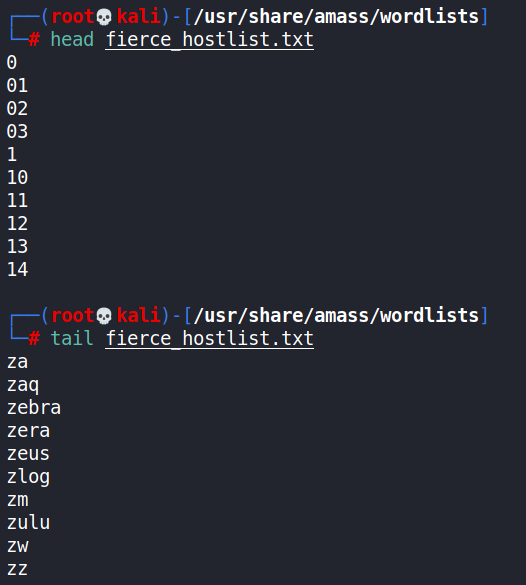 ┌──(root💀kali)-[/usr/share/amass/wordlists]
└─# head fierce_hostlist.txt
0
01
02
03
1
10
11
12
13
14
┌──(root💀kali)-[/usr/share/amass/wordlists]
└─# tail fierce_hostlist.txt
za
zaq
zebra
zera
zeus
zlog
zm
zulu
zw
zz